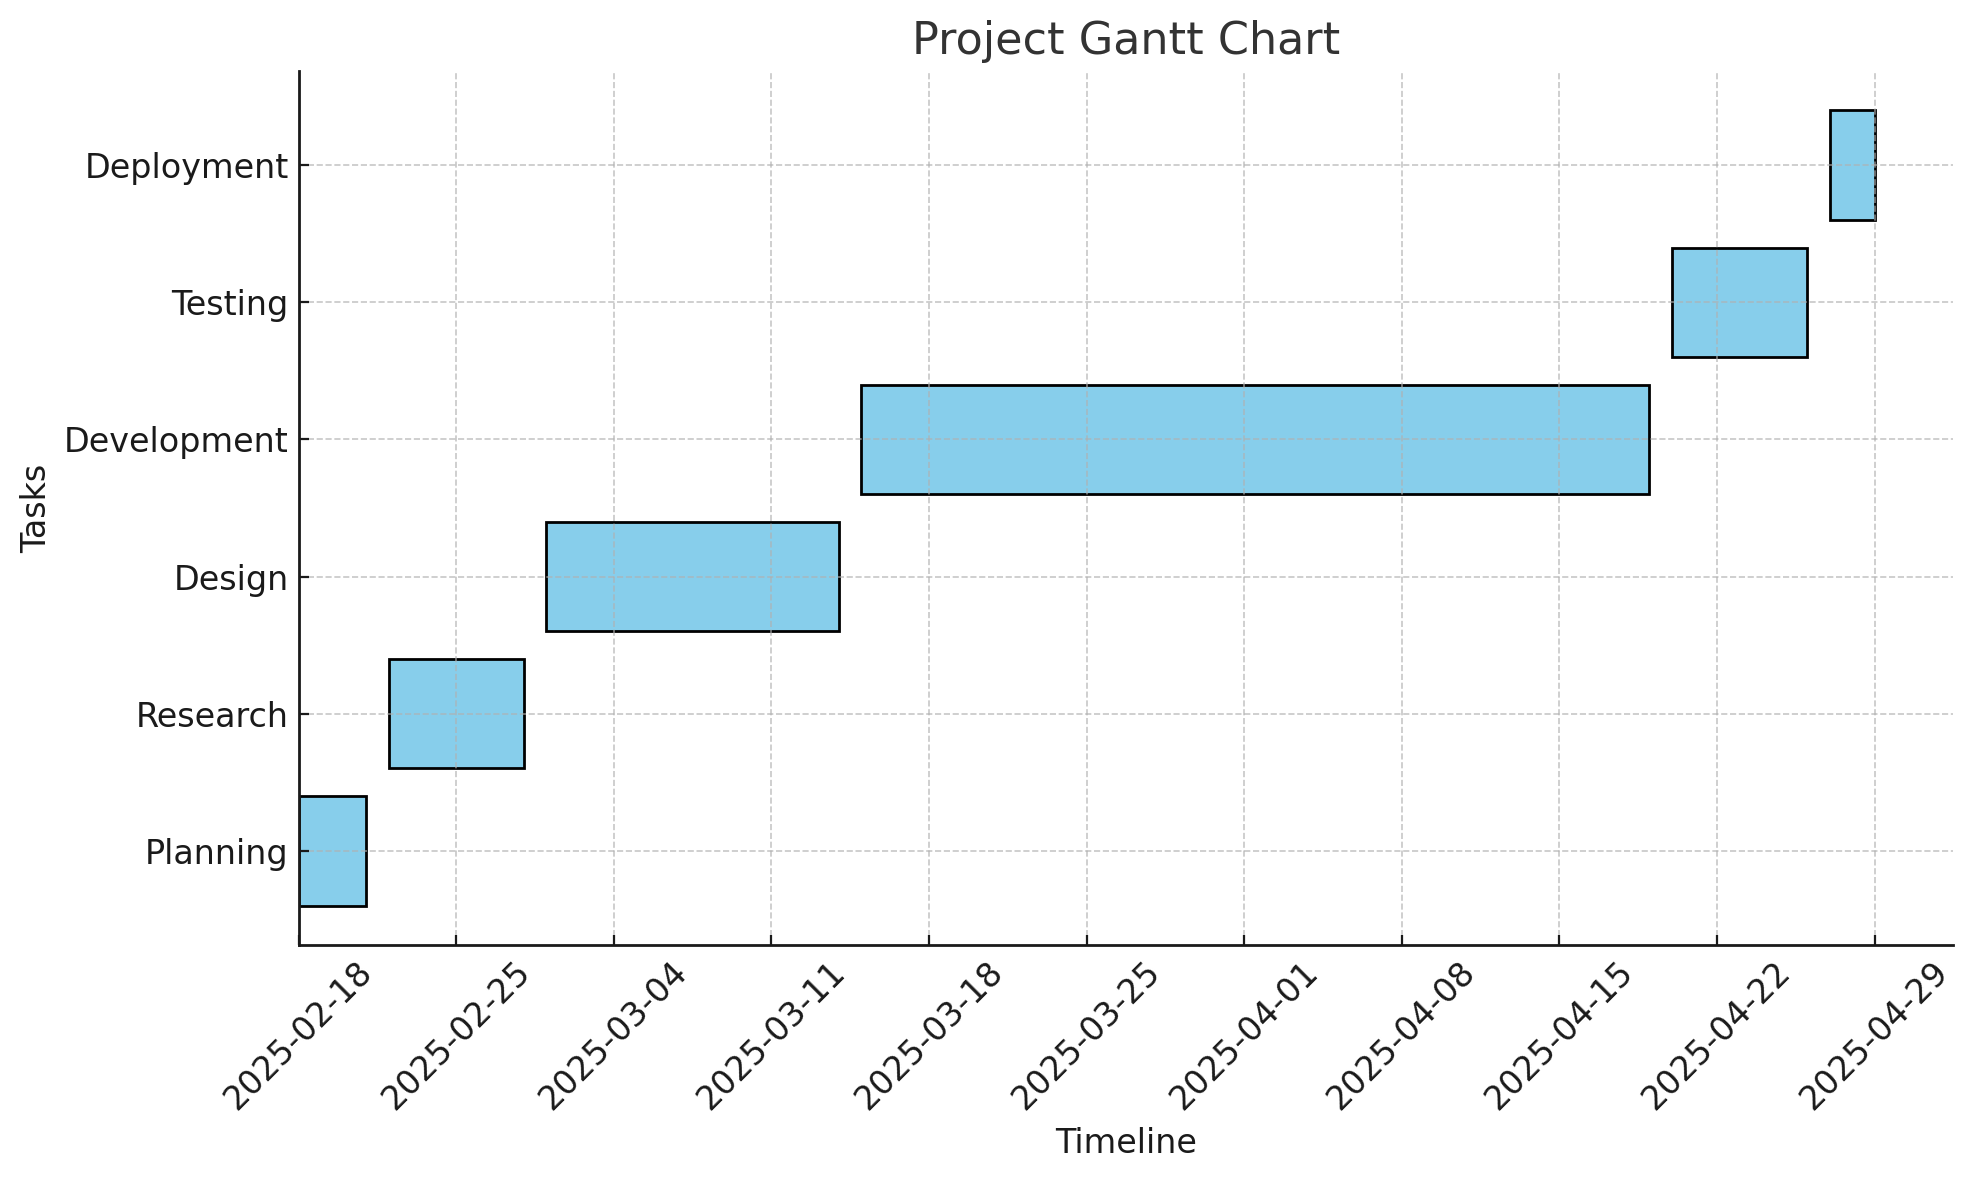 Project Gantt Chart
Deployment
Testing
Development
Design
Research
Planning
Tasks
2025-02-18
2025-02-25
2025-03-04
2025-03-11
2025-03-18
2025-03-25
2025-04-01
2025-04-08
2025-04-15
2025-04-22
2025-04-29
Timeline